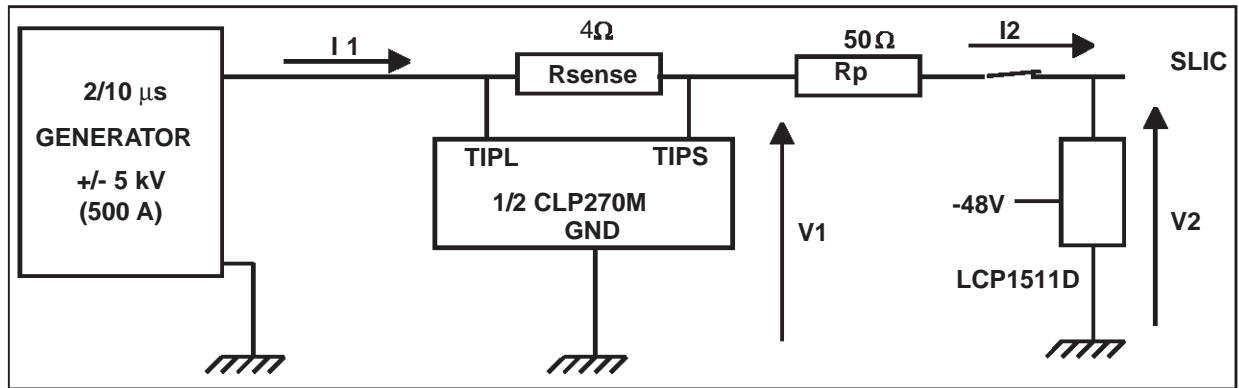 2/10 μs
GENERATOR
+/- 5 kV
(500 A)
I 1
4Ω
Rsense
TIPL
TIPS
1/2 CLP270M
GND
50 Ω
Rp
V1
I2
SLIC
-48V
V2
LCP1511D